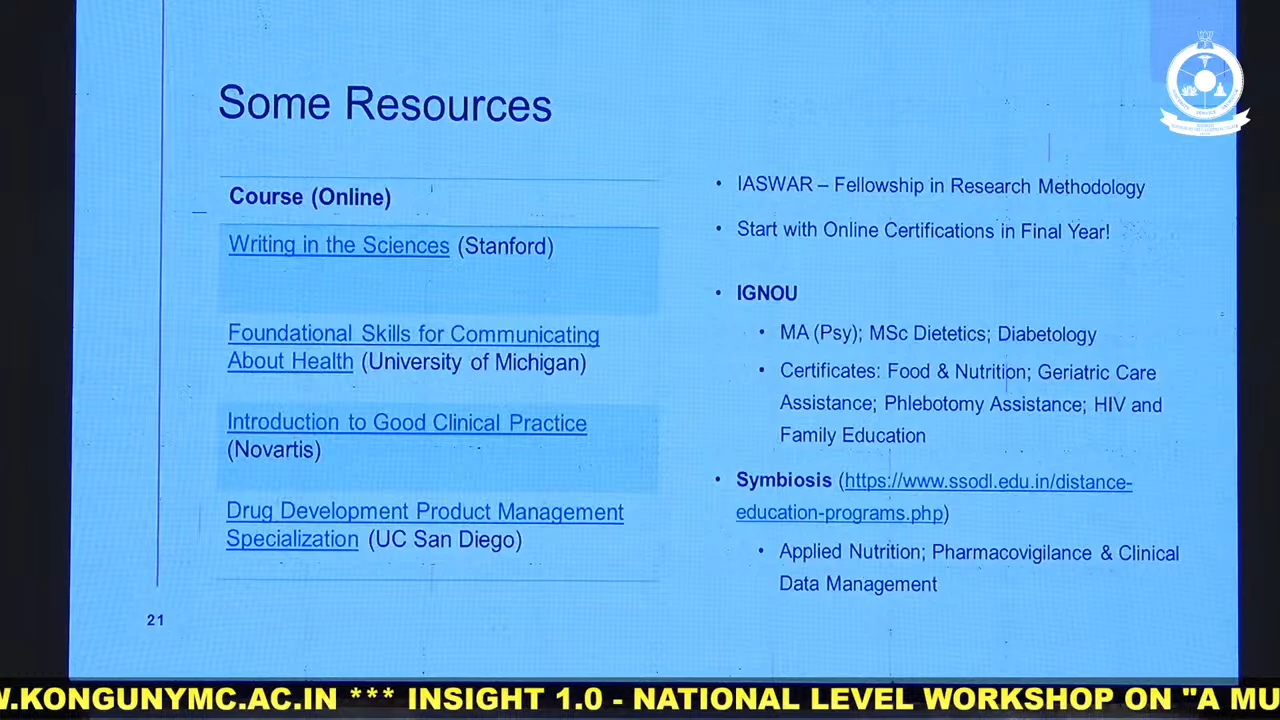 Some Resources
Course (Online)
Writing in the Sciences (Stanford)
Foundational Skills for Communicating
About Health (University of Michigan)
Introduction to Good Clinical Practice
(Novartis)
Drug Development Product Management
Specialization (UC San Diego)
• IASWAR – Fellowship in Research Methodology
• Start with Online Certifications in Final Year!
• IGNOU
• MA (Psy); MSc Dietetics; Diabetology
• Certificates: Food & Nutrition; Geriatric Care
Assistance; Phlebotomy Assistance; HIV and
Family Education
• Symbiosis (https://www.ssodl.edu.in/distance-
education-programs.php)
• Applied Nutrition; Pharmacovigilance & Clinical
Data Management
21
W.KONGUNYMC.AC.IN *** INSIGHT 1.0 - NATIONAL LEVEL WORKSHOP ON "A MU